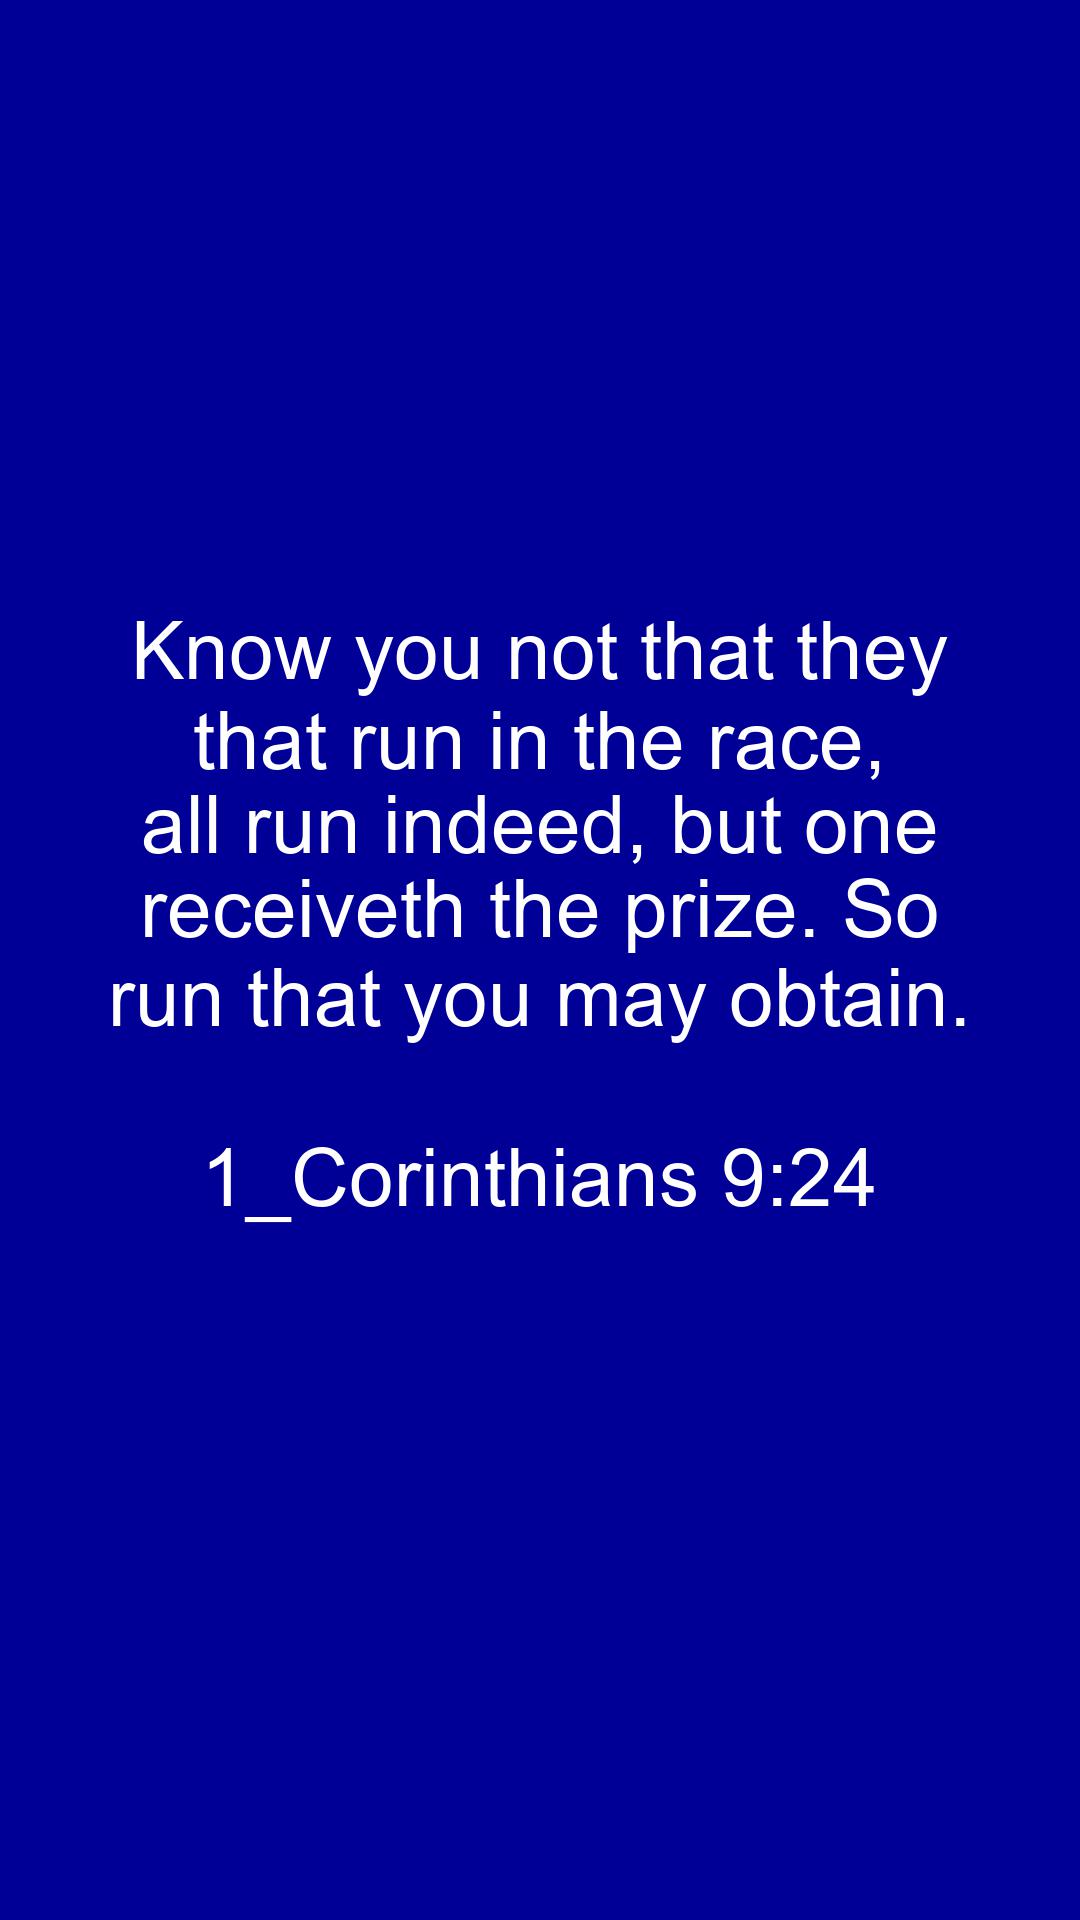 Know you not that they
that run in the race,
all run indeed, but one
receiveth the prize. So
run that you may obtain.
1_Corinthians 9:24